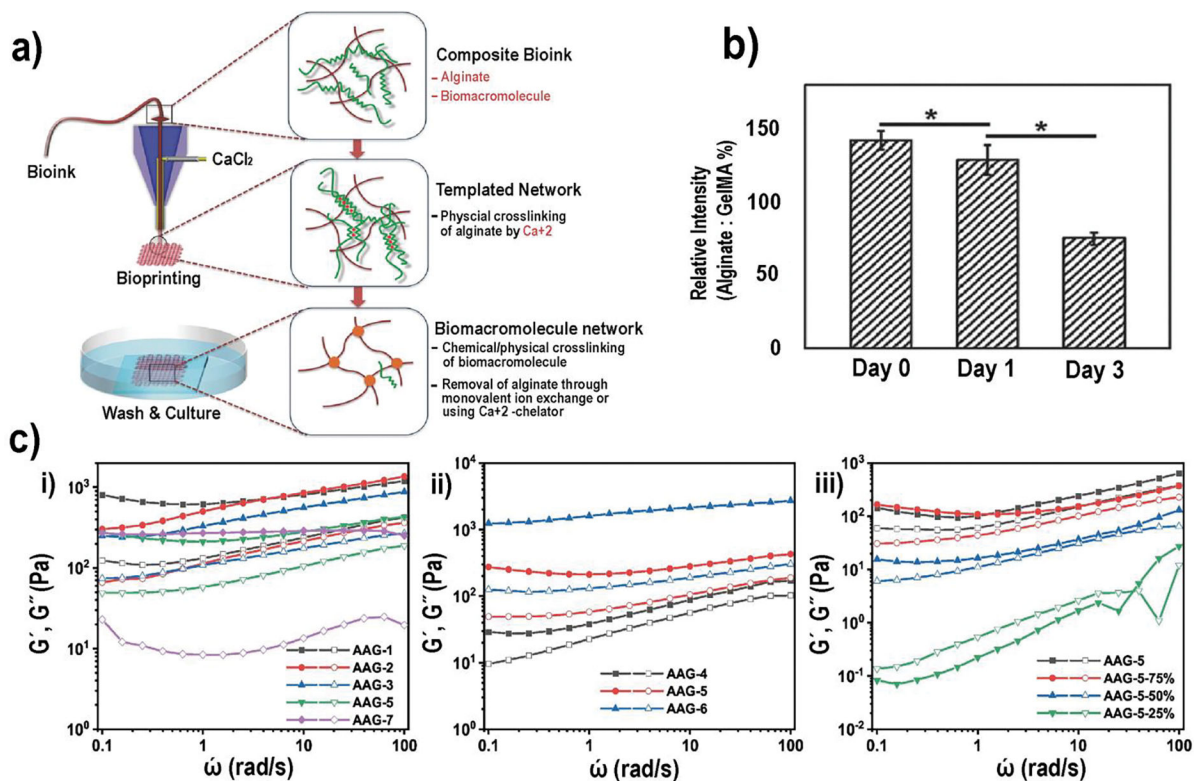 a)
Bioink
CaCl₂
Bioprinting
Wash & Culture
Composite Bioink
– Alginate
– Biomacromolecule
Templated Network
– Physcial crosslinking
of alginate by Ca+2
Biomacromolecule network
– Chemical/physical crosslinking
of biomacromolecule
– Removal of alginate through
monovalent ion exchange or
using Ca+2 -chelator
b)
Relative Intensity
(Alginate : GelMA %)
150
100
50
0
*
*
Day 0
Day 1
Day 3
c)
i)
G′, G″ (Pa)
10³
10²
10¹
10⁰
AAG-1
AAG-2
AAG-3
AAG-5
AAG-7
0.1
1
10
100
ώ (rad/s)
ii)
G′, G″ (Pa)
10⁴
10³
10²
10¹
10⁰
AAG-4
AAG-5
AAG-6
0.1
1
10
100
ώ (rad/s)
iii)
G′, G″ (Pa)
10³
10²
10¹
10⁰
10⁻¹
10⁻²
AAG-5
AAG-5-75%
AAG-5-50%
AAG-5-25%
0.1
1
10
100
ώ (rad/s)